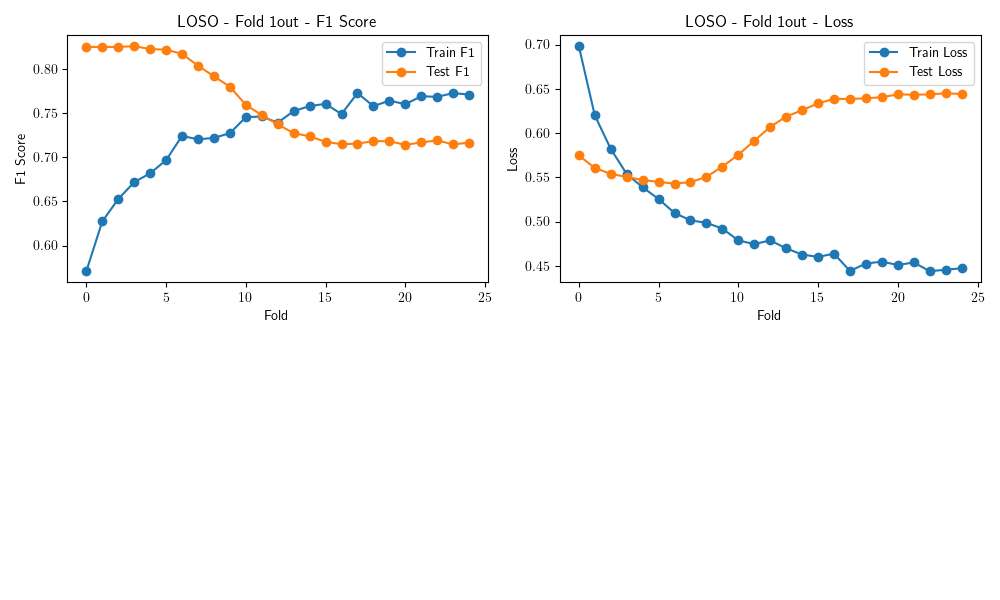 LOSO - Fold 1out - F1 Score
F1 Score
0.80
0.75
0.70
0.65
0.60
Train F1
Test F1
0 5 10 15 20 25
Fold
LOSO - Fold 1out - Loss
Loss
0.70
0.65
0.60
0.55
0.50
0.45
Train Loss
Test Loss
0 5 10 15 20 25
Fold